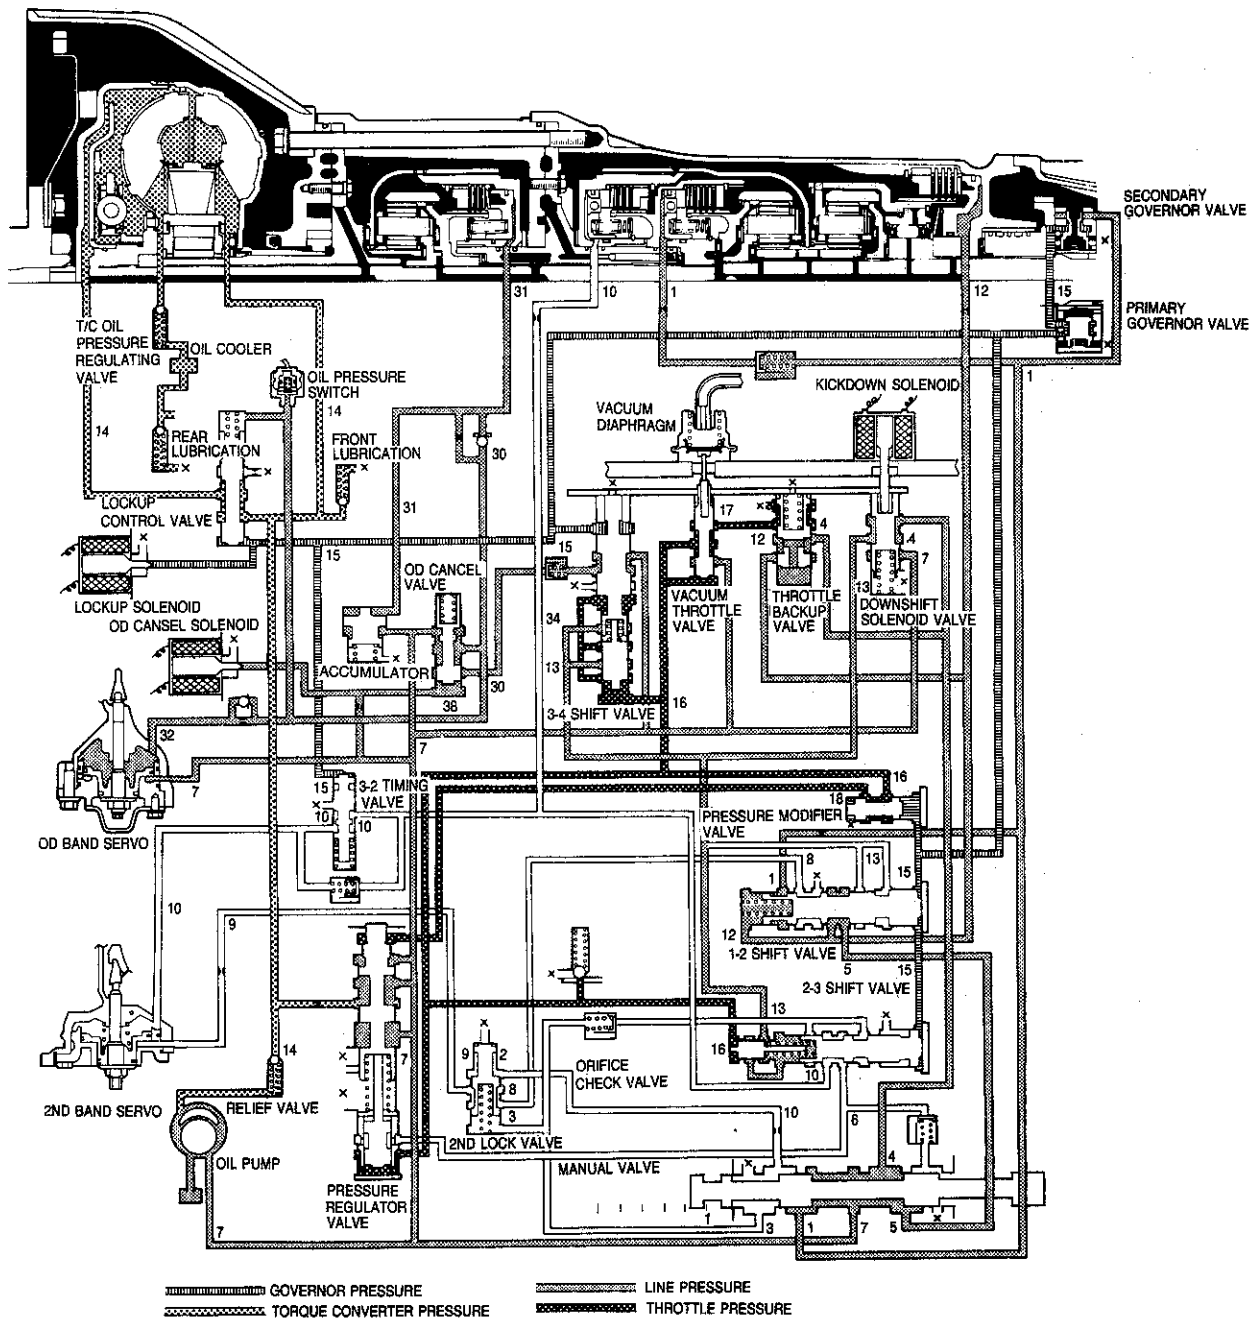 SECONDARY
GOVERNOR VALVE
31
10
1
12
15
PRIMARY
GOVERNOR VALVE
T/C OIL
PRESSURE
REGULATING
VALVE
OIL COOLER
OIL PRESSURE
SWITCH
1
KICKDOWN SOLENOID
VACUUM
DIAPHRAGM
14
14
REAR
LUBRICATION
FRONT
LUBRICATION
30
31
LOCKUP
CONTROL VALVE
17
4
12
4
15
15
7
OD CANCEL
VALVE
13
LOCKUP SOLENOID
OD CANSEL SOLENOID
VACUUM
THROTTLE
VALVE
THROTTLE
BACKUP
VALVE
DOWNSHIFT
SOLENOID VALVE
34
13
ACCUMULATOR
30
38
3-4 SHIFT VALVE
16
32
7
7
15
3-2 TIMING
VALVE
16
18
10
10
PRESSURE MODIFIER
VALVE
OD BAND SERVO
8
13
15
1
10
9
12
1-2 SHIFT VALVE
5
15
2-3 SHIFT VALVE
13
14
7
9
2
16
10
ORIFICE
CHECK VALVE
8
3
2ND BAND SERVO
RELIEF VALVE
10
6
2ND LOCK VALVE
OIL PUMP
MANUAL VALVE
4
PRESSURE
REGULATOR
VALVE
7
1
3
1
7
5
GOVERNOR PRESSURE
LINE PRESSURE
TORQUE CONVERTER PRESSURE
THROTTLE PRESSURE